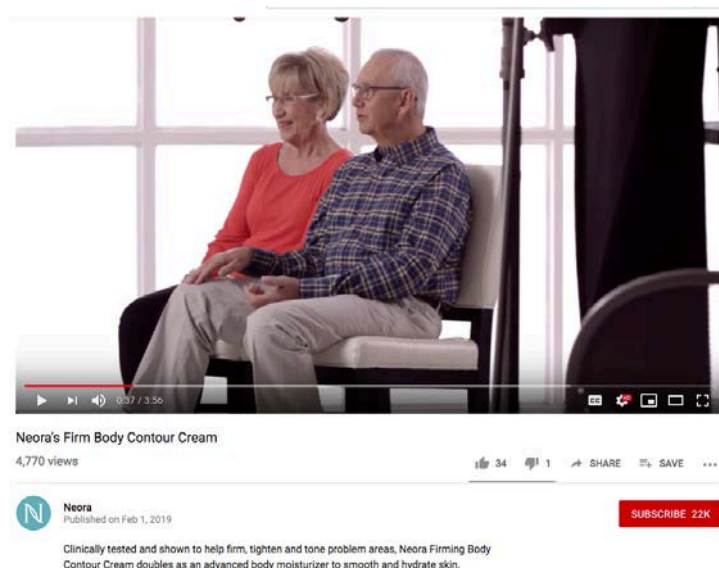 0:37 / 3:56
CC
HD
Neora's Firm Body Contour Cream
4,770 views
34
1
SHARE
SAVE
N
Neora
Published on Feb 1, 2019
SUBSCRIBE 22K
Clinically tested and shown to help firm, tighten and tone problem areas, Neora Firming Body
Contour Cream doubles as an advanced body moisturizer to smooth and hydrate skin.